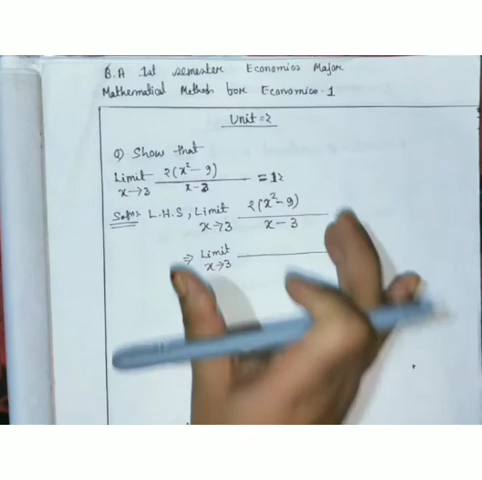 B.A 1st semester Economics Major
Mathematical Methods for Economics-1
Unit=2
Q) Show that
Limit x→3 2(x²-9)/x-3 = 12
Soln: L.H.S, Limit x→3 2(x²-9)/x-3
⇒ Limit x→3